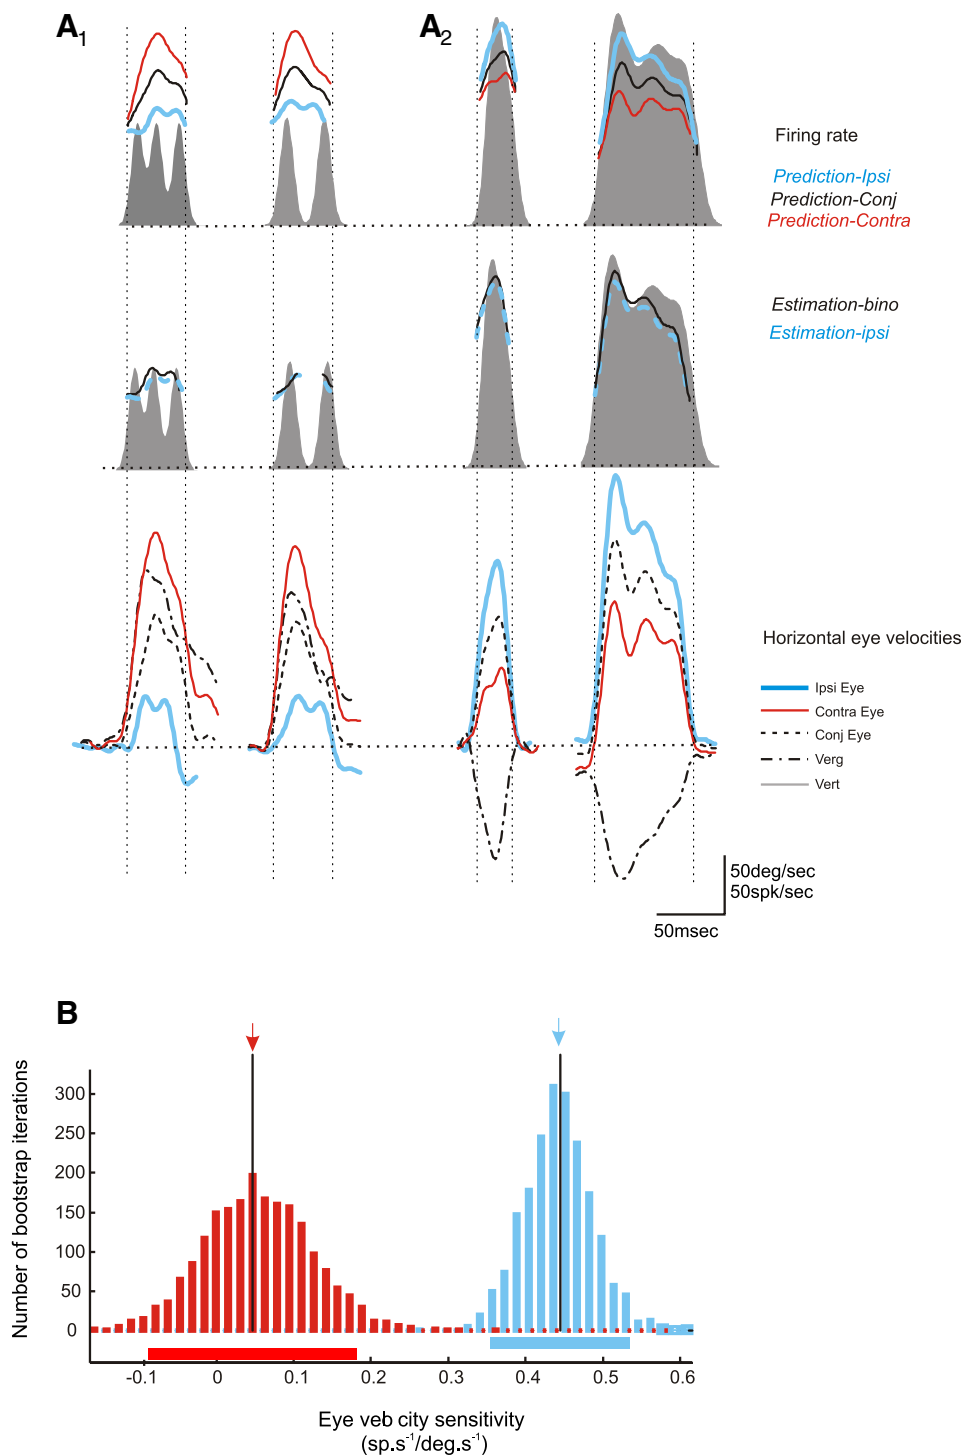 A1
A2
Firing rate
Prediction-Ipsi
Prediction-Conj
Prediction-Contra
Estimation-bino
Estimation-ipsi
Horizontal eye velocities
Ipsi Eye
Contra Eye
Conj Eye
Verg
Vert
50deg/sec
50spk/sec
50msec
B
Number of bootstrap iterations
300
250
200
150
100
50
0
-0.1
0
0.1
0.2
0.3
0.4
0.5
0.6
Eye veb city sensitivity
(sp.s⁻¹/deg.s⁻¹)